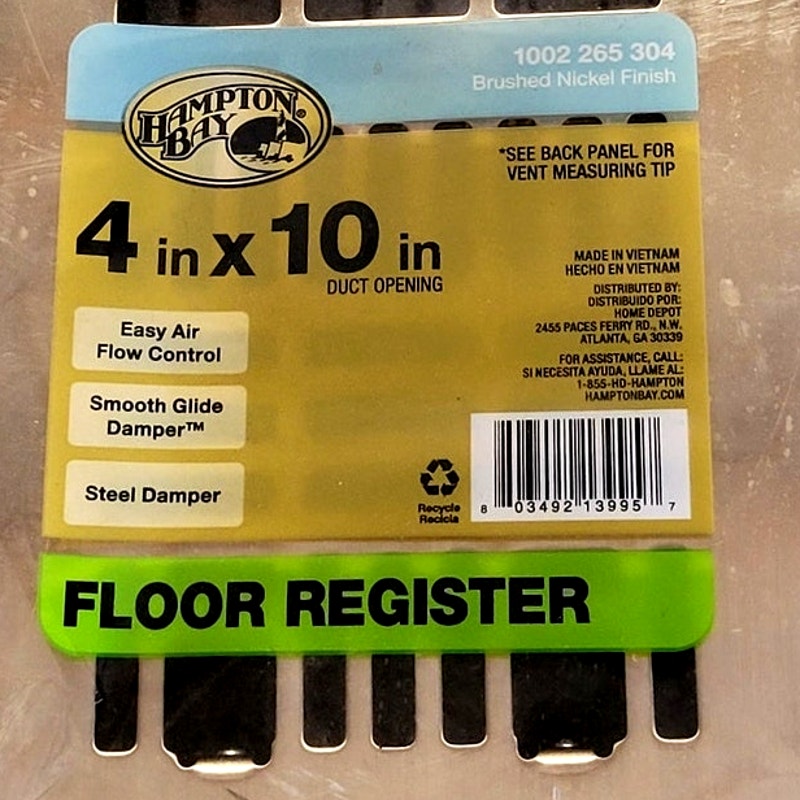 1002 265 304
Brushed Nickel Finish
HAMPTON
BAY®
*SEE BACK PANEL FOR
VENT MEASURING TIP
4 in x 10 in
DUCT OPENING
MADE IN VIETNAM
HECHO EN VIETNAM
DISTRIBUTED BY:
DISTRIBUIDO POR:
HOME DEPOT
2455 PACES FERRY RD., N.W.
ATLANTA, GA 30339
FOR ASSISTANCE, CALL:
SI NECESITA AYUDA, LLAME AL:
1-855-HD-HAMPTON
HAMPTONBAY.COM
Easy Air
Flow Control
Smooth Glide
Damper™
Steel Damper
Recycle
Recicla
8 03492 13995 7
FLOOR REGISTER